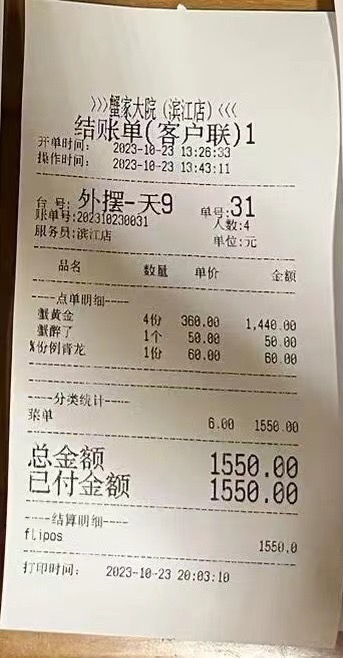 >>>蟹家大院（滨江店）<<<
结账单(客户联)1
开单时间： 2023-10-23 13:26:33
操作时间： 2023-10-23 13:43:11
台号：外摆-天9 单号：31
账单号：202310230031 人数：4
服务员：滨江店 单位：元
品名 数量 单价 金额
-----点单明细-----
蟹黄金 4份 360.00 1,440.00
蟹醉了 1个 50.00 50.00
%份例青龙 1份 60.00 60.00
-----分类统计-----
菜单 6.00 1550.00
总金额 1550.00
已付金额 1550.00
-----结算明细-----
flipos 1550.0
打印时间： 2023-10-23 20:03:10